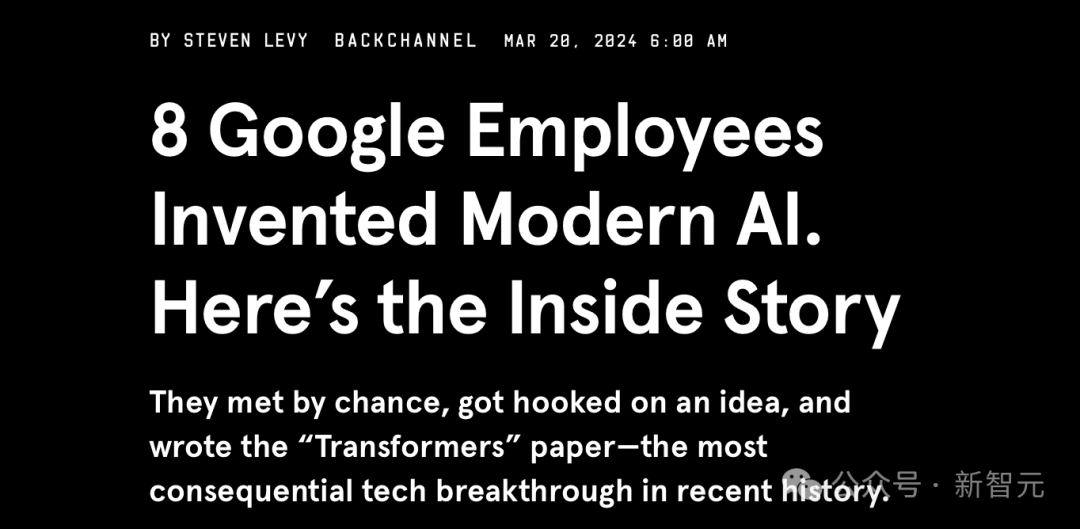 BY STEVEN LEVY BACKCHANNEL MAR 20, 2024 6:00 AM
8 Google Employees
Invented Modern AI.
Here’s the Inside Story
They met by chance, got hooked on an idea, and
wrote the “Transformers” paper—the most
consequential tech breakthrough in recent history.
公众号 · 新智元